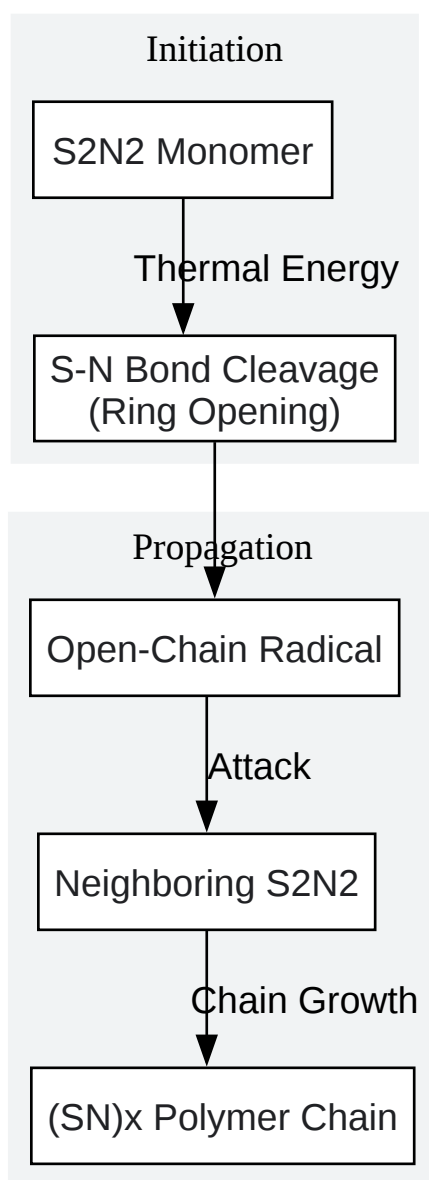 Initiation
S2N2 Monomer
Thermal Energy
S-N Bond Cleavage
(Ring Opening)
Propagation
Open-Chain Radical
Attack
Neighboring S2N2
Chain Growth
(SN)x Polymer Chain